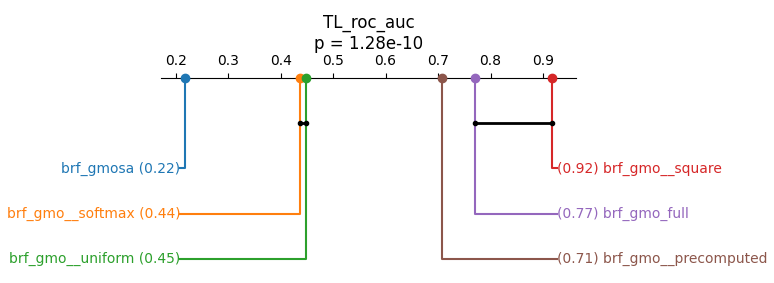 TL_roc_auc
p = 1.28e-10
0.2 0.3 0.4 0.5 0.6 0.7 0.8 0.9
brf_gmosa (0.22)
(0.92) brf_gmo__square
brf_gmo__softmax (0.44)
(0.77) brf_gmo_full
brf_gmo__uniform (0.45)
(0.71) brf_gmo__precomputed